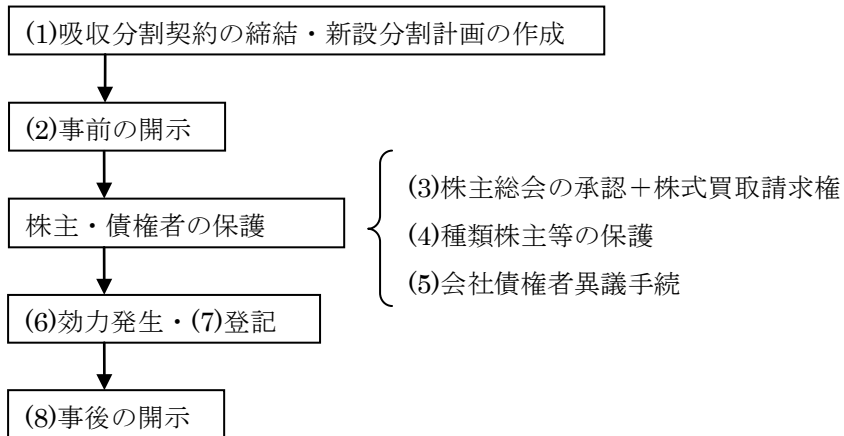 (1)吸収分割契約の締結・新設分割計画の作成
(2)事前の開示
株主・債権者の保護
(3)株主総会の承認＋株式買取請求権
(4)種類株主等の保護
(5)会社債権者異議手続
(6)効力発生・(7)登記
(8)事後の開示